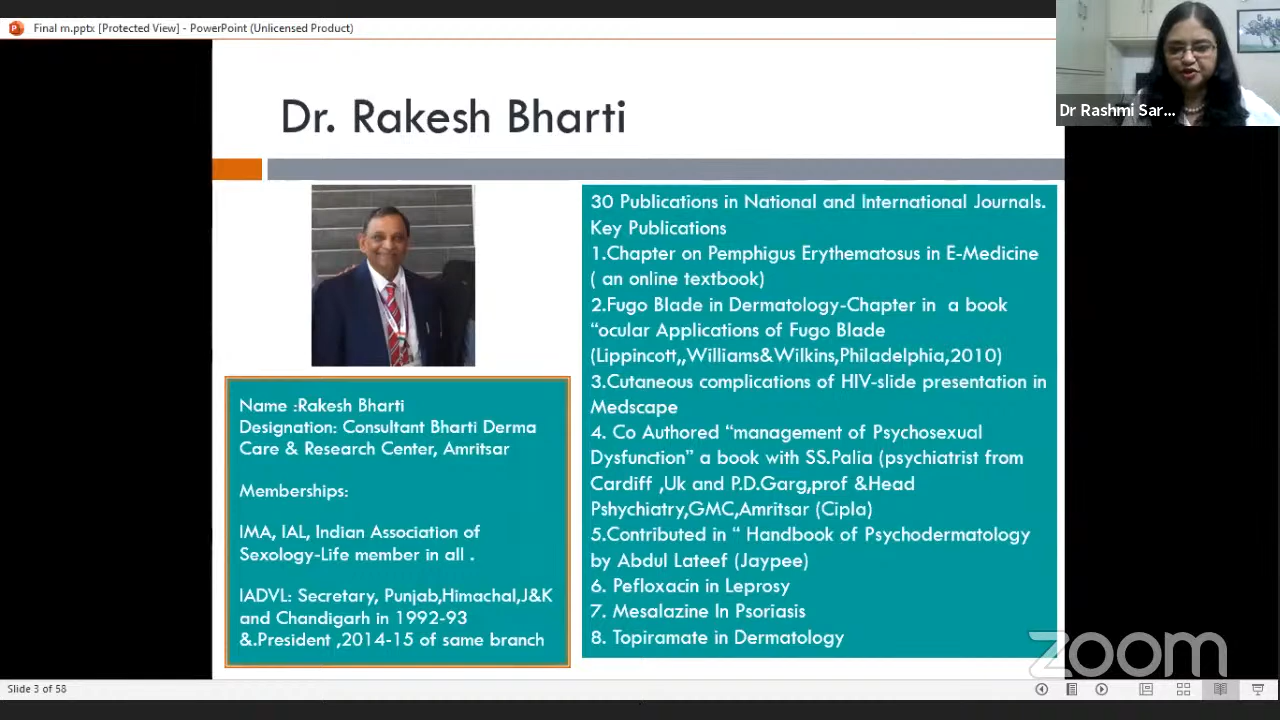 Final m.pptx [Protected View] - PowerPoint (Unlicensed Product)
Dr Rashmi Sar...
Dr. Rakesh Bharti
Name :Rakesh Bharti
Designation: Consultant Bharti Derma
Care & Research Center, Amritsar
Memberships:
IMA, IAL, Indian Association of
Sexology-Life member in all .
IADVL: Secretary, Punjab,Himachal,J&K
and Chandigarh in 1992-93
&.President ,2014-15 of same branch
30 Publications in National and International Journals.
Key Publications
1.Chapter on Pemphigus Erythematosus in E-Medicine
( an online textbook)
2.Fugo Blade in Dermatology-Chapter in  a book
“ocular Applications of Fugo Blade
(Lippincott,,Williams&Wilkins,Philadelphia,2010)
3.Cutaneous complications of HIV-slide presentation in
Medscape
4. Co Authored “management of Psychosexual
Dysfunction” a book with SS.Palia (psychiatrist from
Cardiff ,Uk and P.D.Garg,prof &Head
Pshychiatry,GMC,Amritsar (Cipla)
5.Contributed in “ Handbook of Psychodermatology
by Abdul Lateef (Jaypee)
6. Pefloxacin in Leprosy
7. Mesalazine In Psoriasis
8. Topiramate in Dermatology
zoom
Slide 3 of 58